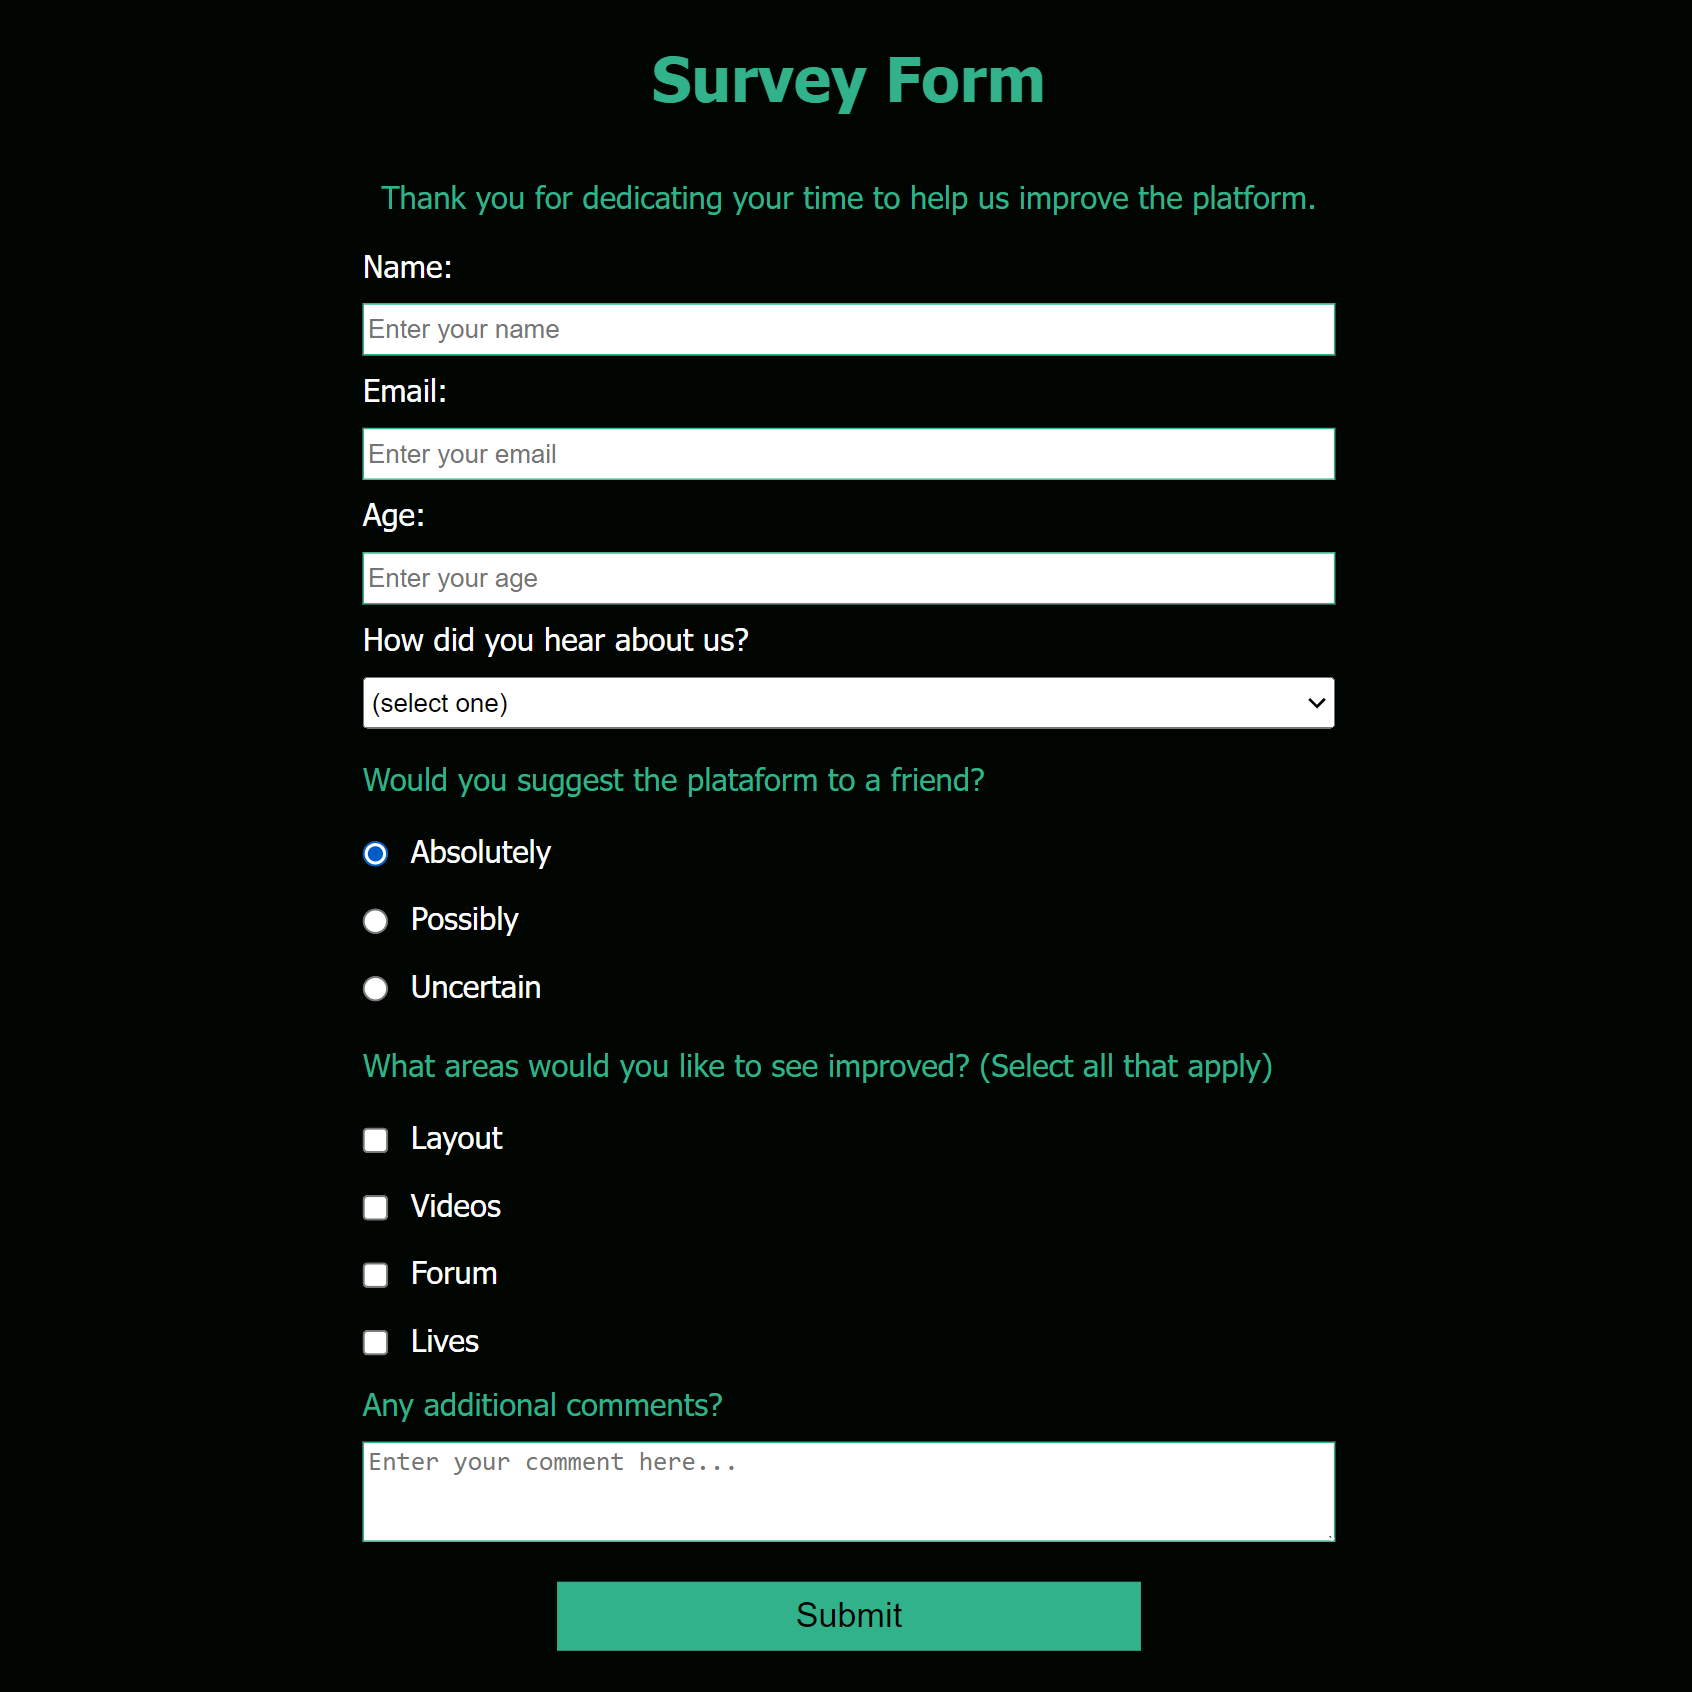 Survey Form
Thank you for dedicating your time to help us improve the platform.
Name:
Enter your name
Email:
Enter your email
Age:
Enter your age
How did you hear about us?
(select one)
Would you suggest the plataform to a friend?
Absolutely
Possibly
Uncertain
What areas would you like to see improved? (Select all that apply)
Layout
Videos
Forum
Lives
Any additional comments?
Enter your comment here...
Submit